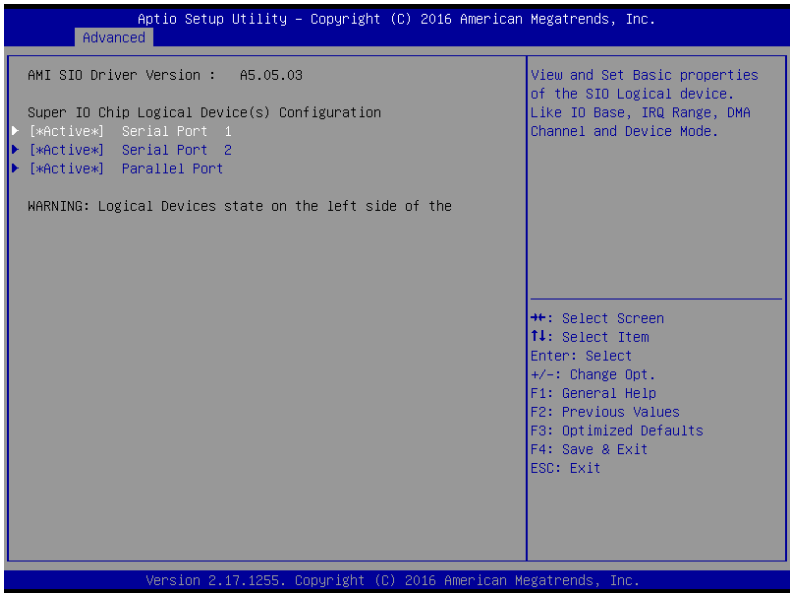 Aptio Setup Utility – Copyright (C) 2016 American Megatrends, Inc.
Advanced
AMI SIO Driver Version : A5.05.03
Super IO Chip Logical Device(s) Configuration
[*Active*] Serial Port 1
[*Active*] Serial Port 2
[*Active*] Parallel Port
WARNING: Logical Devices state on the left side of the
View and Set Basic properties
of the SIO Logical device.
Like IO Base, IRQ Range, DMA
Channel and Device Mode.
→←: Select Screen
↑↓: Select Item
Enter: Select
+/-: Change Opt.
F1: General Help
F2: Previous Values
F3: Optimized Defaults
F4: Save & Exit
ESC: Exit
Version 2.17.1255. Copyright (C) 2016 American Megatrends, Inc.